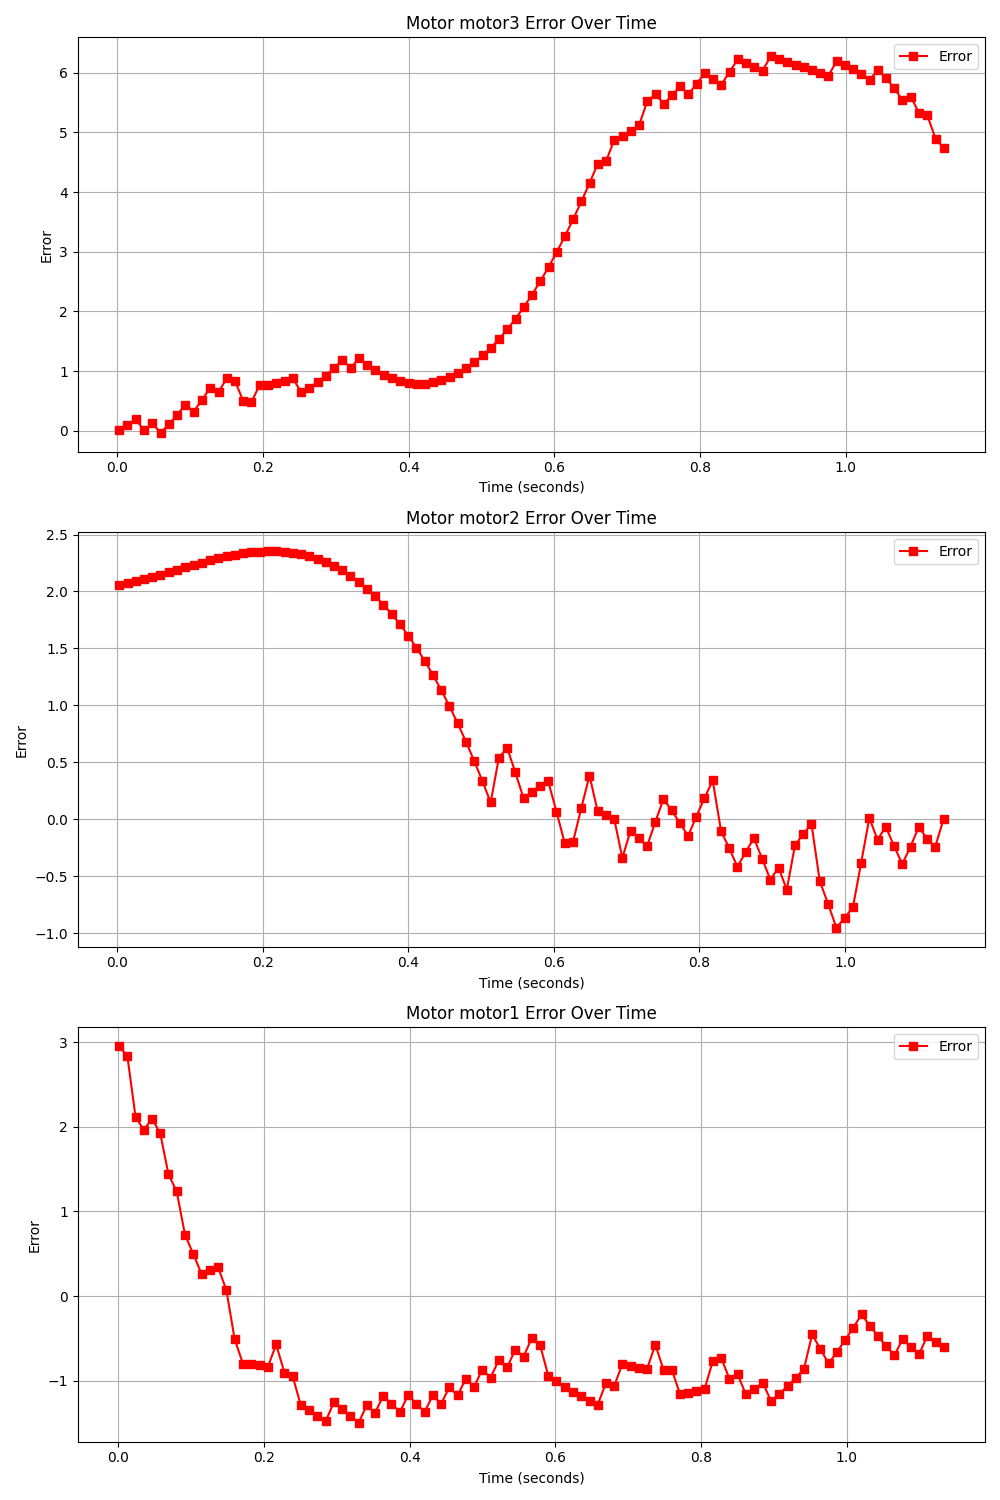 Motor motor3 Error Over Time
Error
6
5
4
3
2
1
0
Error
0.0 0.2 0.4 0.6 0.8 1.0
Time (seconds)
Motor motor2 Error Over Time
Error
2.5
2.0
1.5
1.0
0.5
0.0
−0.5
−1.0
Error
0.0 0.2 0.4 0.6 0.8 1.0
Time (seconds)
Motor motor1 Error Over Time
Error
3
2
1
0
−1
Error
0.0 0.2 0.4 0.6 0.8 1.0
Time (seconds)